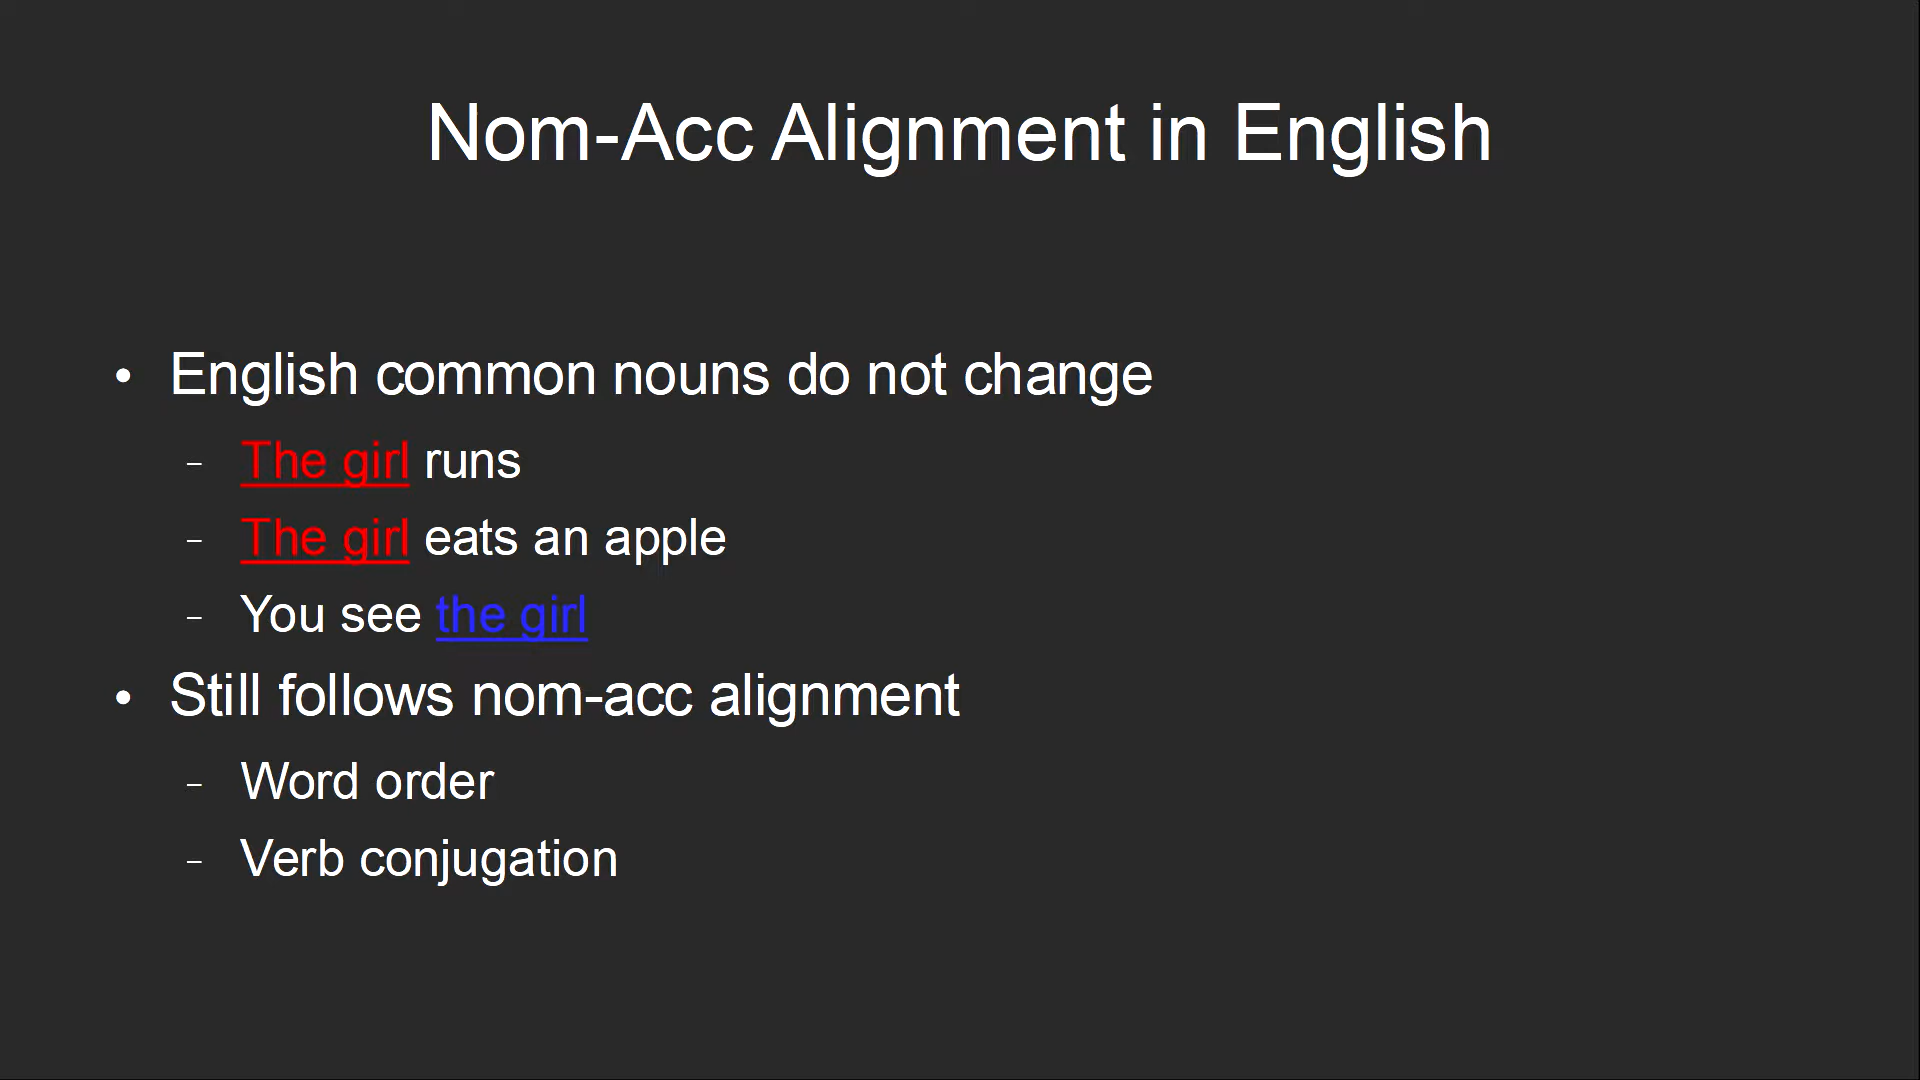 Nom-Acc Alignment in English
• English common nouns do not change
– The girl runs
– The girl eats an apple
– You see the girl
• Still follows nom-acc alignment
– Word order
– Verb conjugation